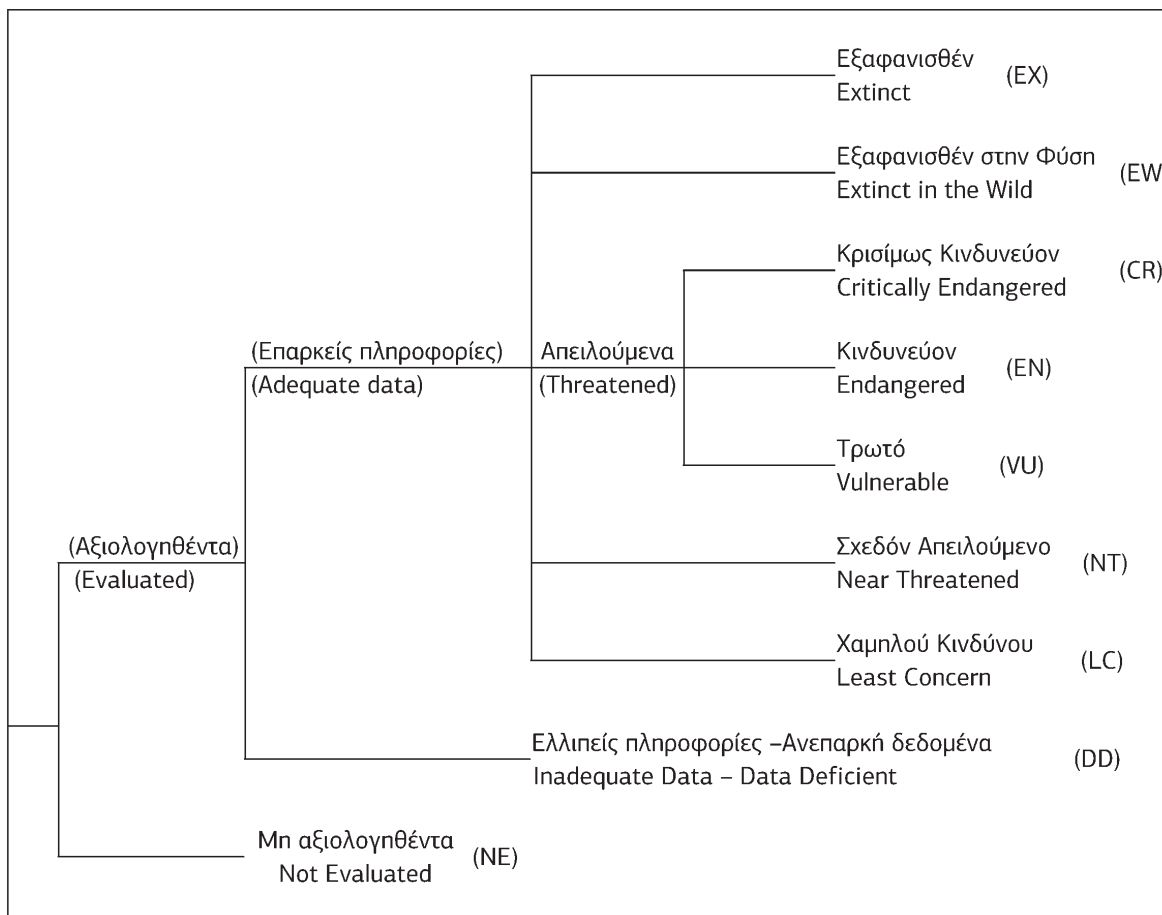 Εξαφανισθέν (EX)
Extinct
Εξαφανισθέν στην Φύση (EW
Extinct in the Wild
Κρισίμως Κινδυνεύον (CR)
Critically Endangered
(Επαρκείς πληροφορίες)
(Adequate data)
Απειλούμενα
(Threatened)
Κινδυνεύον (EN)
Endangered
Τρωτό (VU)
Vulnerable
(Αξιολογηθέντα)
(Evaluated)
Σχεδόν Απειλούμενο (NT)
Near Threatened
Χαμηλού Κινδύνου (LC)
Least Concern
Ελλιπείς πληροφορίες –Ανεπαρκή δεδομένα (DD)
Inadequate Data – Data Deficient
Μη αξιολογηθέντα (NE)
Not Evaluated